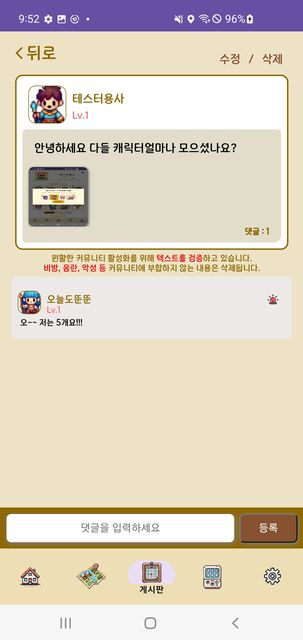 9:52
96%
뒤로
수정 / 삭제
테스터용사
Lv.1
안녕하세요 다들 캐릭터얼마나 모으셨나요?
댓글 : 1
원활한 커뮤니티 활성화를 위해 텍스트를 검증하고 있습니다.
비방, 음란, 악성 등 커뮤니티에 부합하지 않는 내용은 삭제됩니다.
오늘도뚠뚠
Lv.1
오~~ 저는 5개요!!!
댓글을 입력하세요
등록
게시판